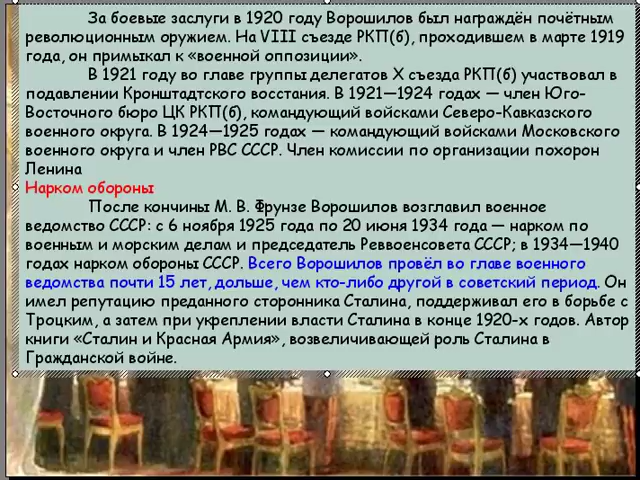 За боевые заслуги в 1920 году Ворошилов был награждён почётным
революционным оружием. На VIII съезде РКП(б), проходившем в марте 1919
года, он примыкал к «военной оппозиции».
В 1921 году во главе группы делегатов X съезда РКП(б) участвовал в
подавлении Кронштадтского восстания. В 1921—1924 годах — член Юго-
Восточного бюро ЦК РКП(б), командующий войсками Северо-Кавказского
военного округа. В 1924—1925 годах — командующий войсками Московского
военного округа и член РВС СССР. Член комиссии по организации похорон
Ленина
Нарком обороны
После кончины М. В. Фрунзе Ворошилов возглавил военное
ведомство СССР: с 6 ноября 1925 года по 20 июня 1934 года — нарком по
военным и морским делам и председатель Реввоенсовета СССР; в 1934—1940
годах нарком обороны СССР. Всего Ворошилов провёл во главе военного
ведомства почти 15 лет, дольше, чем кто-либо другой в советский период. Он
имел репутацию преданного сторонника Сталина, поддерживал его в борьбе с
Троцким, а затем при укреплении власти Сталина в конце 1920-х годов. Автор
книги «Сталин и Красная Армия», возвеличивающей роль Сталина в
Гражданской войне.